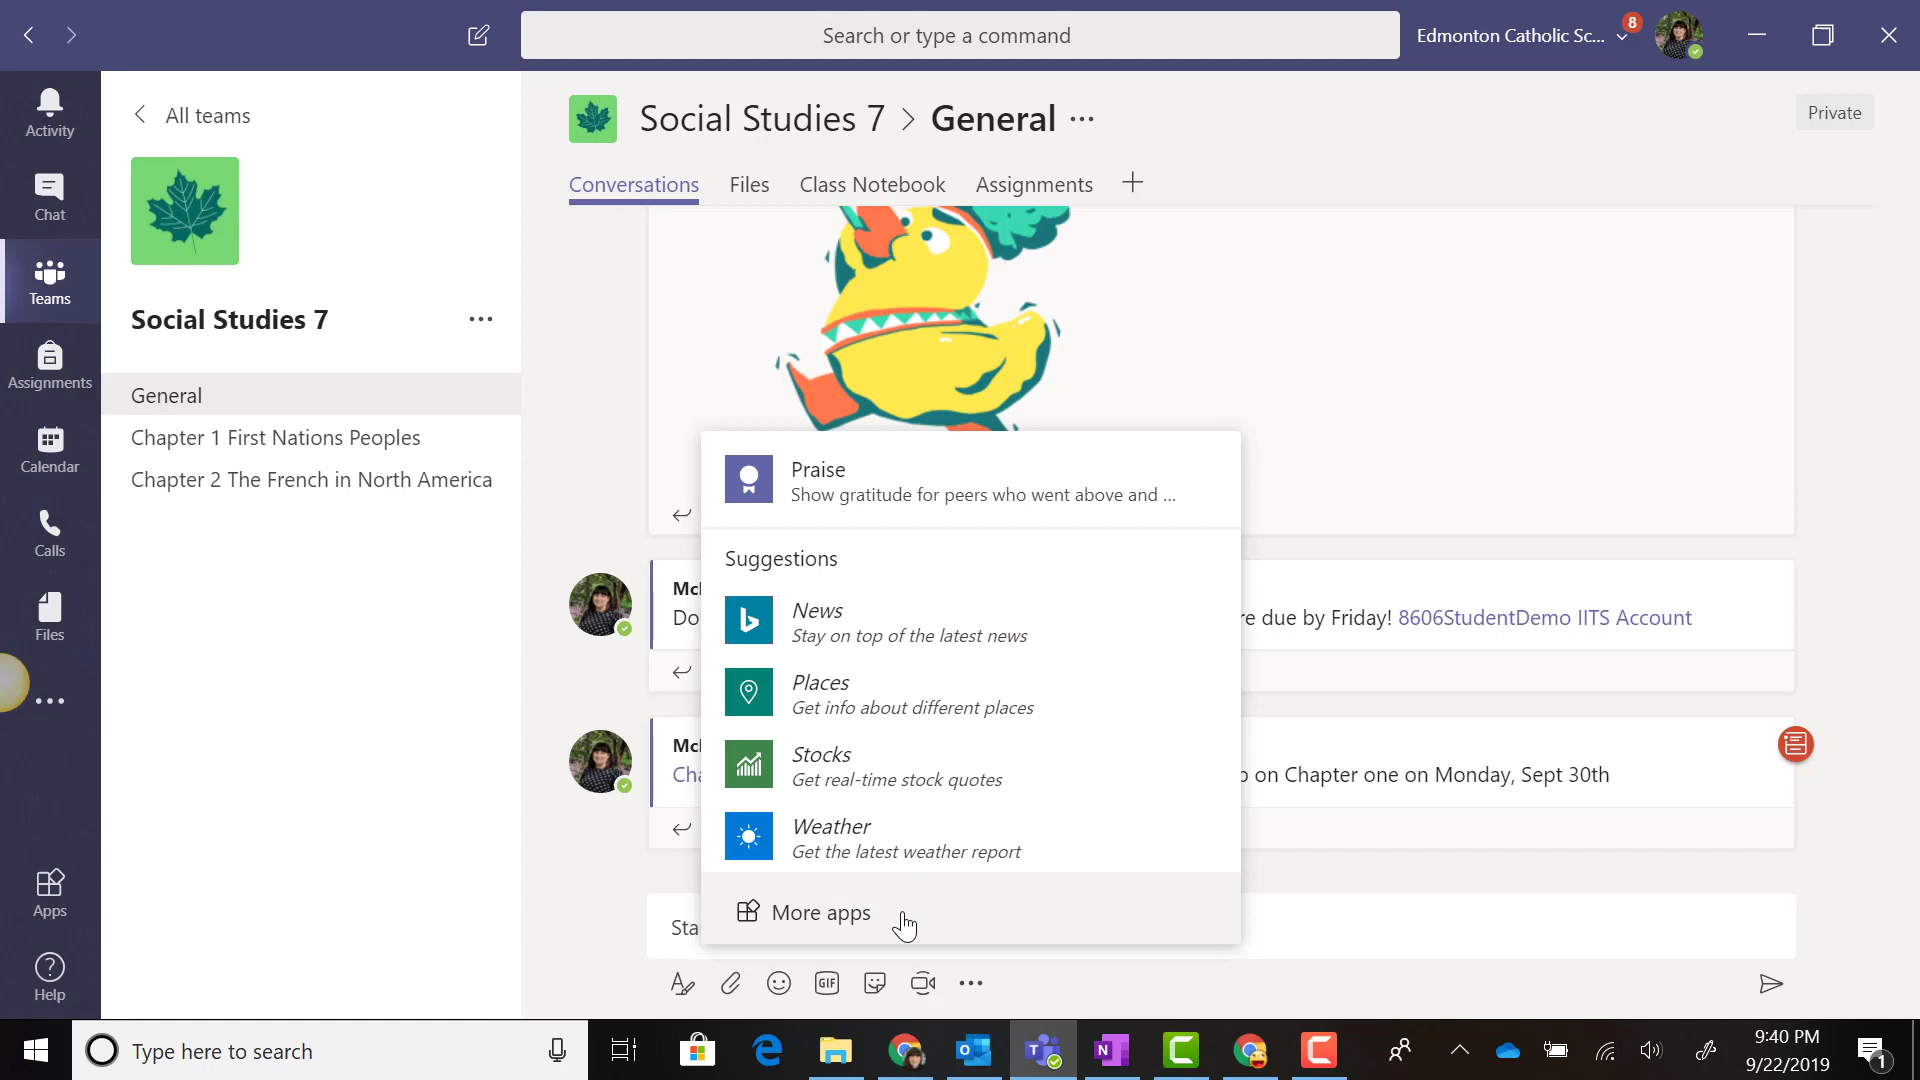 Search or type a command
Edmonton Catholic Sc...
8
Activity
Chat
Teams
Assignments
Calendar
Calls
Files
Apps
Help
All teams
Social Studies 7
General
Chapter 1 First Nations Peoples
Chapter 2 The French in North America
Social Studies 7 > General
Private
Conversations
Files
Class Notebook
Assignments
Praise
Show gratitude for peers who went above and ...
Suggestions
News
Stay on top of the latest news
Places
Get info about different places
Stocks
Get real-time stock quotes
Weather
Get the latest weather report
More apps
due by Friday! 8606StudentDemo IITS Account
on Chapter one on Monday, Sept 30th
GIF
Type here to search
9:40 PM
9/22/2019
1